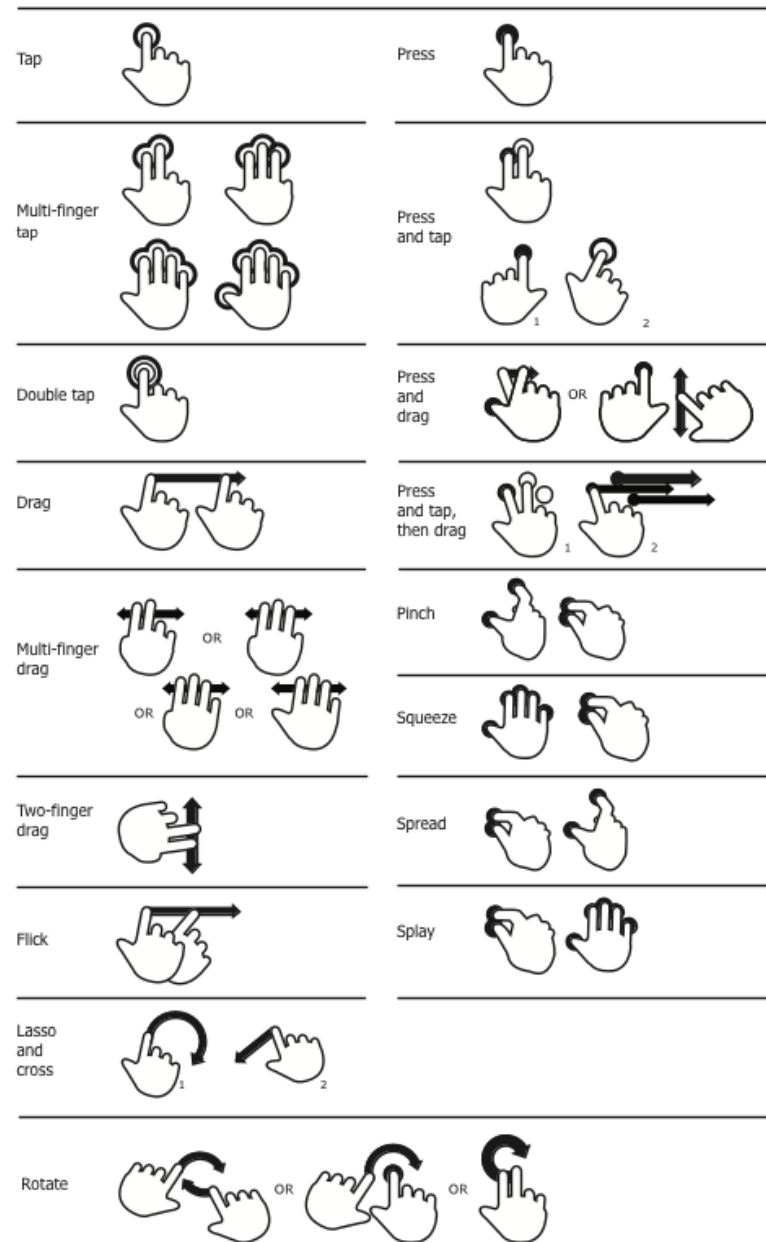 Tap
Press
Multi-finger
tap
Press
and tap
1
2
Double tap
Press
and
drag
OR
Drag
Press
and tap,
then drag
1
2
Multi-finger
drag
OR
OR
OR
Pinch
Squeeze
Two-finger
drag
Spread
Flick
Splay
Lasso
and
cross
1
2
Rotate
OR
OR